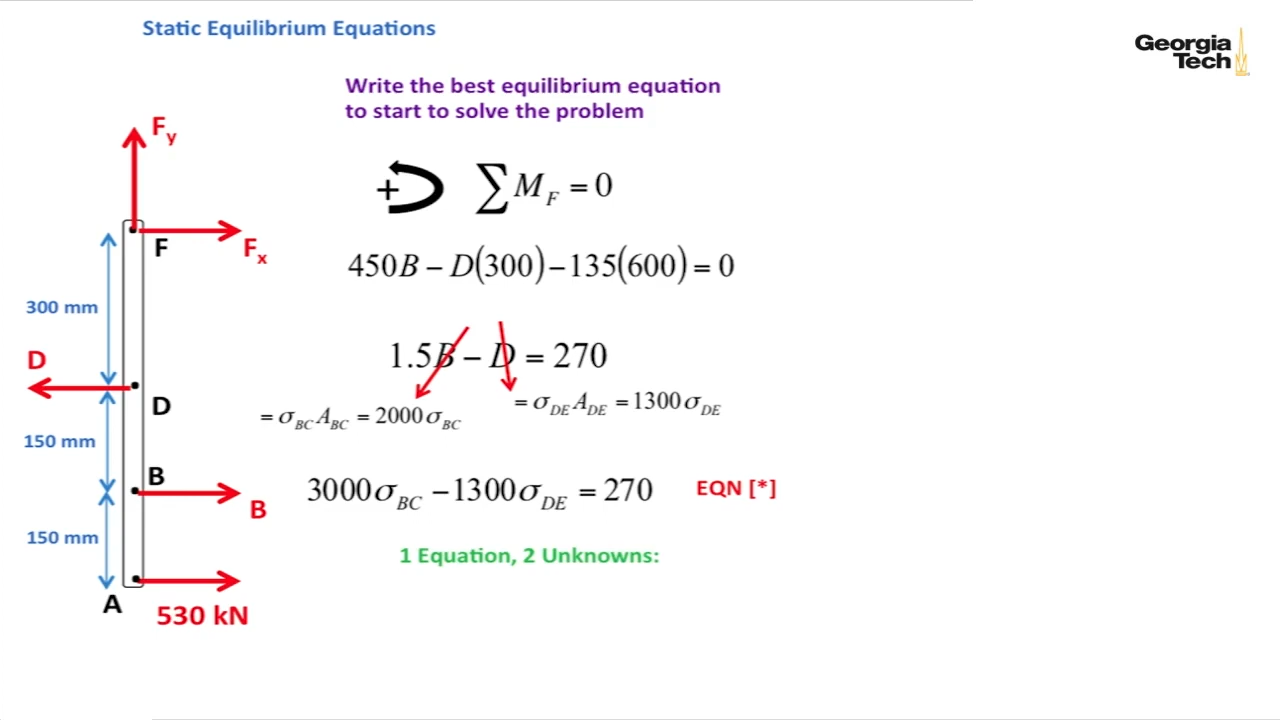 Static Equilibrium Equations
Georgia
Tech
Write the best equilibrium equation
to start to solve the problem
F_y
+ ∑M_F = 0
F
F_x
450B − D(300) − 135(600) = 0
300 mm
D
1.5B − D = 270
= σ_BC A_BC = 2000σ_BC
= σ_DE A_DE = 1300σ_DE
D
150 mm
B
3000σ_BC − 1300σ_DE = 270
EQN [*]
B
150 mm
1 Equation, 2 Unknowns:
A
530 kN